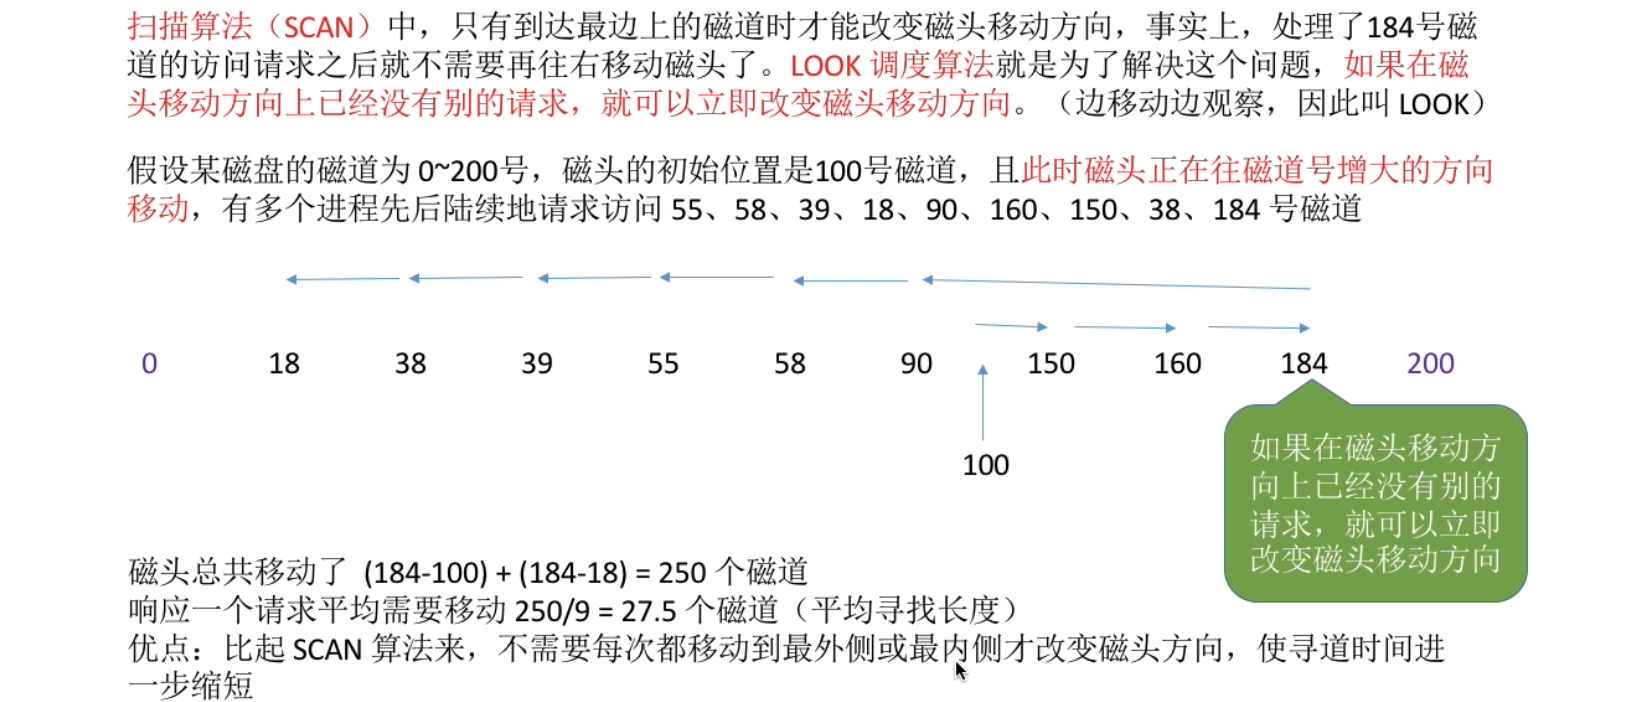 扫描算法（SCAN）中，只有到达最边上的磁道时才能改变磁头移动方向，事实上，处理了184号磁
道的访问请求之后就不需要再往右移动磁头了。LOOK 调度算法就是为了解决这个问题，如果在磁
头移动方向上已经没有别的请求，就可以立即改变磁头移动方向。（边移动边观察，因此叫 LOOK）
假设某磁盘的磁道为 0~200号，磁头的初始位置是100号磁道，且此时磁头正在往磁道号增大的方向
移动，有多个进程先后陆续地请求访问 55、58、39、18、90、160、150、38、184 号磁道
0 18 38 39 55 58 90 150 160 184 200
100
如果在磁头移动方
向上已经没有别的
请求，就可以立即
改变磁头移动方向
磁头总共移动了 (184-100) + (184-18) = 250 个磁道
响应一个请求平均需要移动 250/9 = 27.5 个磁道（平均寻找长度）
优点：比起 SCAN 算法来，不需要每次都移动到最外侧或最内侧才改变磁头方向，使寻道时间进
一步缩短